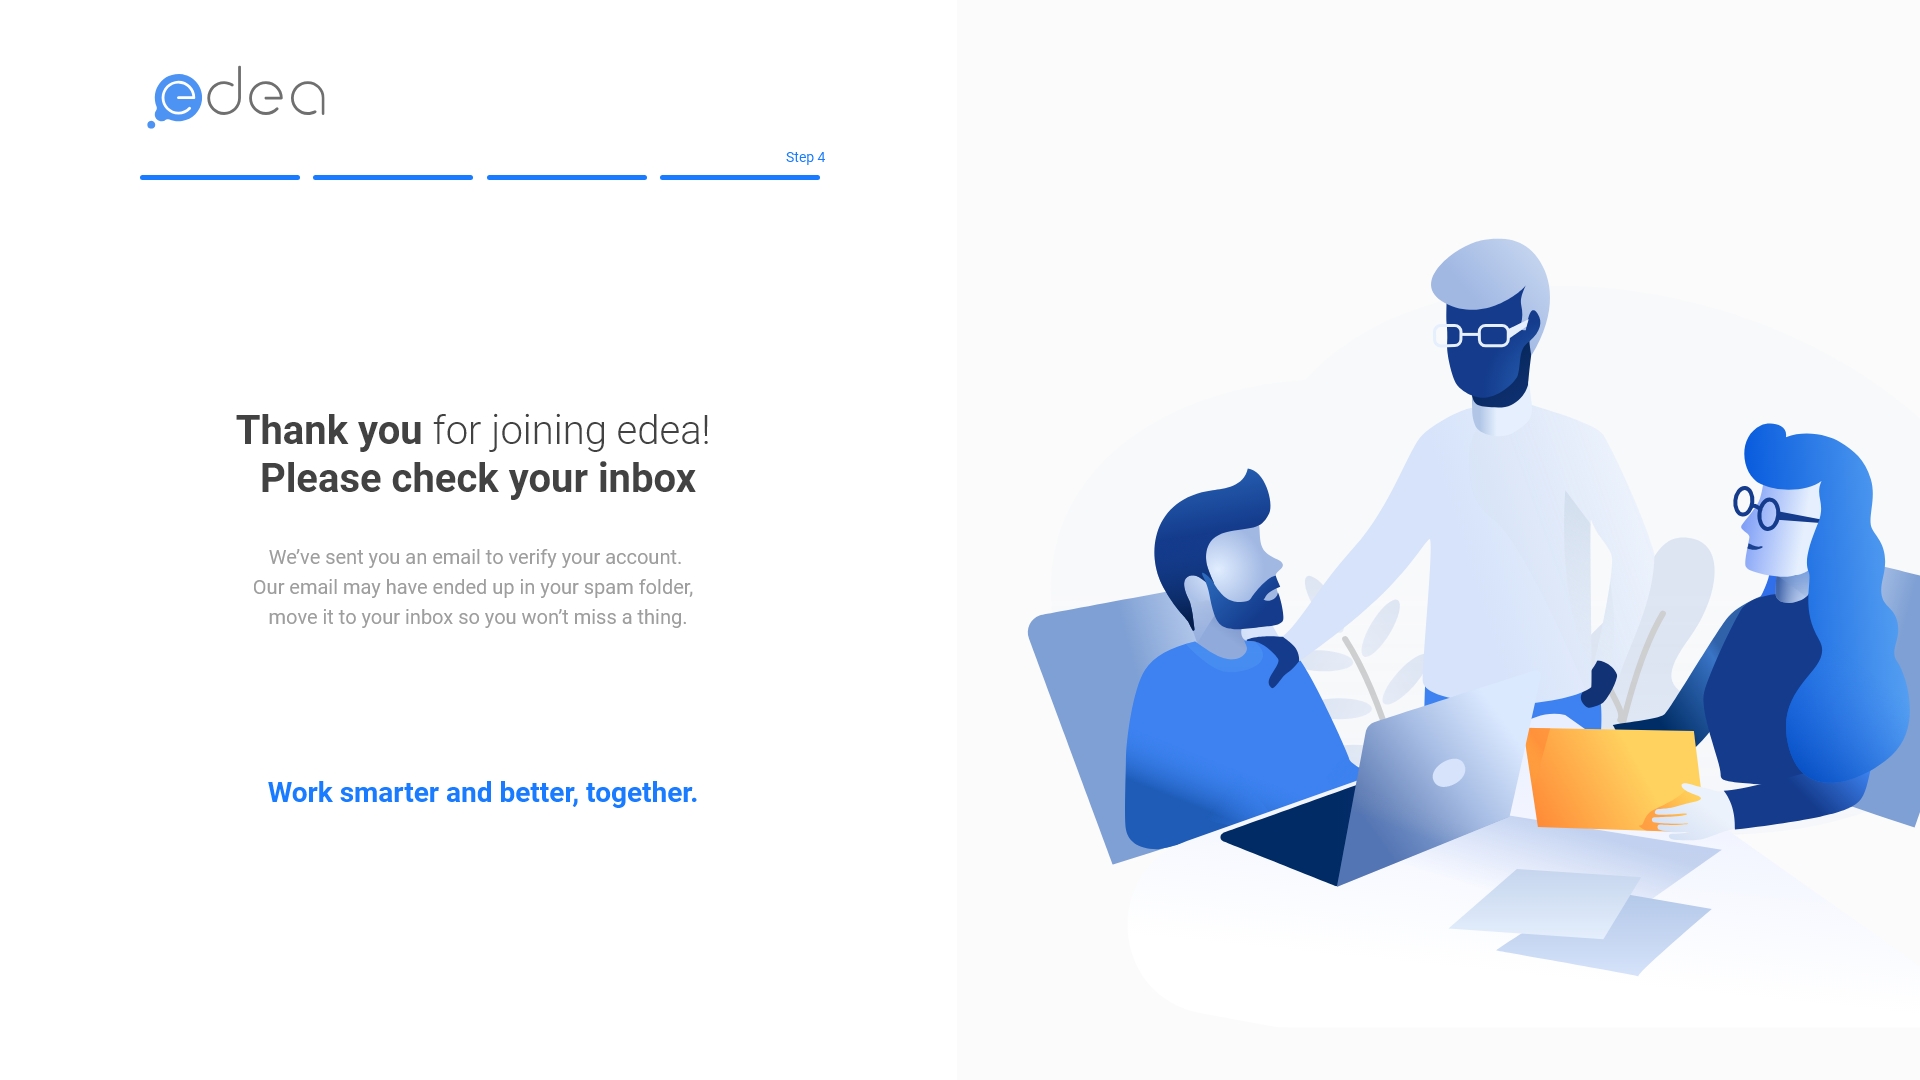 edea
Step 4
Thank you for joining edea!
Please check your inbox
We’ve sent you an email to verify your account.
Our email may have ended up in your spam folder,
move it to your inbox so you won’t miss a thing.
Work smarter and better, together.